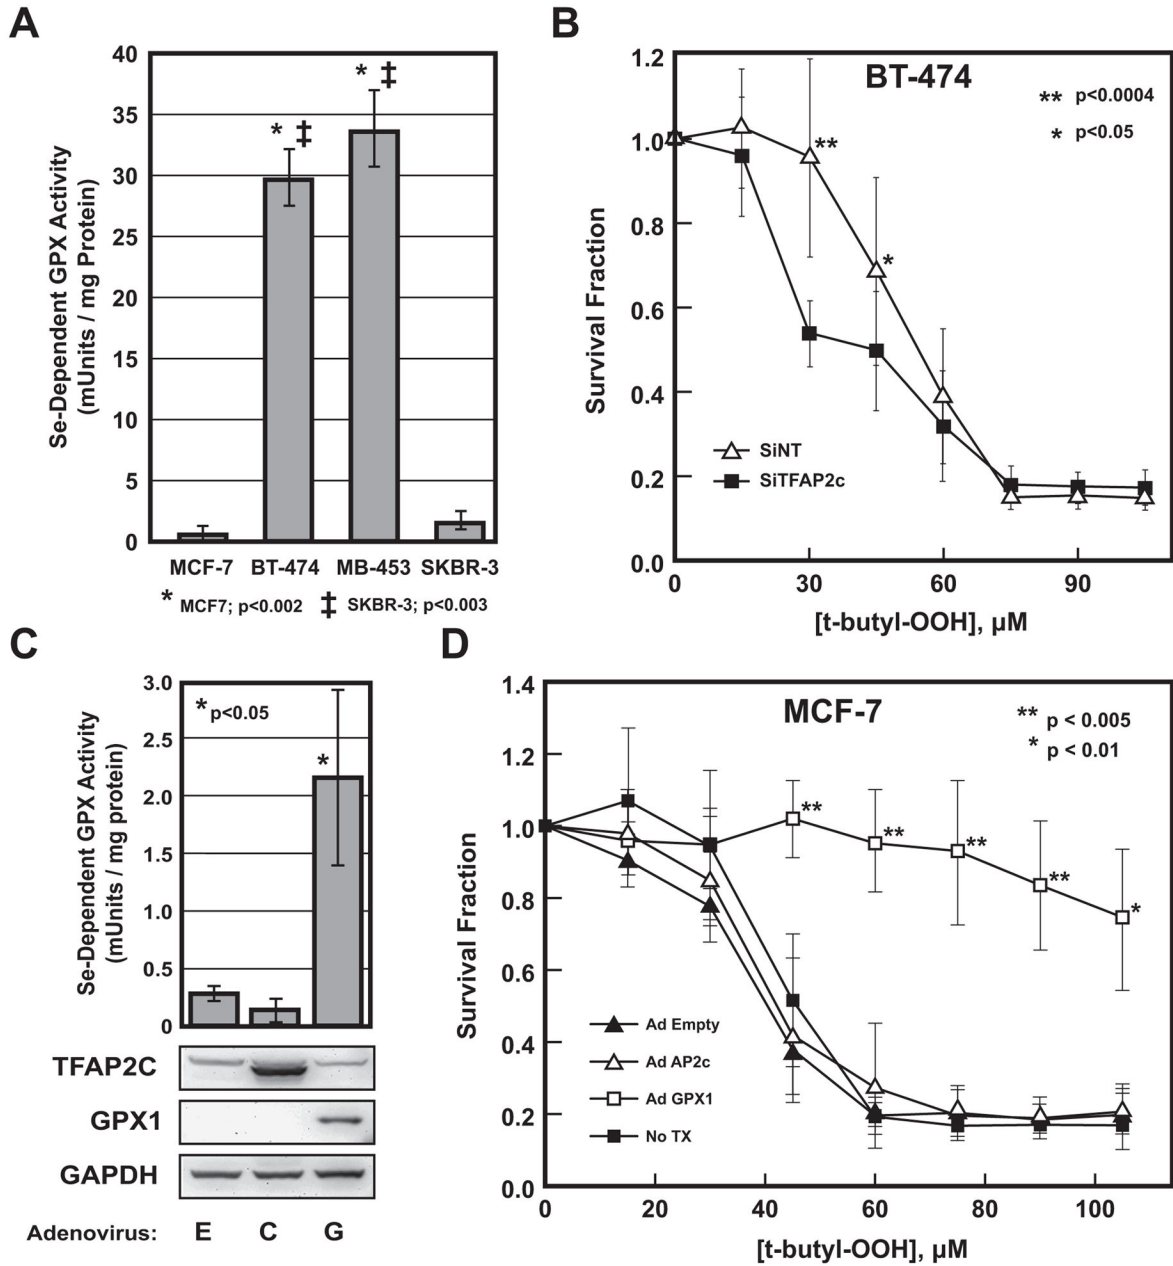 A
40
35
30
25
20
15
10
5
0
Se-Dependent GPX Activity
(mUnits / mg Protein)
* ‡
* ‡
MCF-7 BT-474 MB-453 SKBR-3
* MCF7; p<0.002 ‡ SKBR-3; p<0.003
B
BT-474
** p<0.0004
* p<0.05
1.2
1.0
0.8
0.6
0.4
0.2
0.0
Survival Fraction
**
*
SiNT
SiTFAP2c
0 30 60 90
[t-butyl-OOH], µM
C
3.0
2.5
2.0
1.5
1.0
0.5
0
Se-Dependent GPX Activity
(mUnits / mg protein)
* p<0.05
*
TFAP2C
GPX1
GAPDH
Adenovirus: E C G
D
MCF-7
** p < 0.005
* p < 0.01
1.4
1.2
1.0
0.8
0.6
0.4
0.2
0.0
Survival Fraction
**
**
**
**
*
Ad Empty
Ad AP2c
Ad GPX1
No TX
0 20 40 60 80 100
[t-butyl-OOH], µM